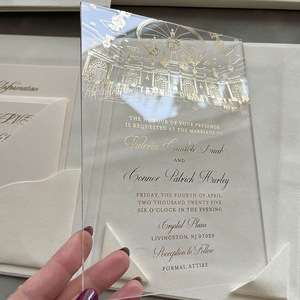 THE HONOUR OF YOUR PRESENCE
IS REQUESTED AT THE MARRIAGE OF
Valerie
AND
Connor Patrick Hurley
FRIDAY, THE FOURTH OF APRIL
TWO THOUSAND TWENTY FIVE
SIX O'CLOCK IN THE EVENING
Crystal Plaza
LIVINGSTON, NJ 07039
Reception to Follow
FORMAL ATTIRE